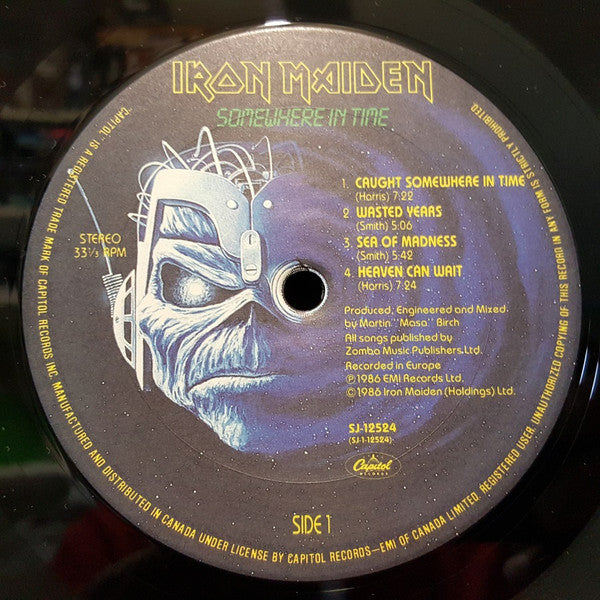 IRON MAIDEN
SOMEWHERE IN TIME
1. CAUGHT SOMEWHERE IN TIME
(Harris) 7:22
2. WASTED YEARS
(Smith) 5:06
3. SEA OF MADNESS
(Smith) 5:42
4. HEAVEN CAN WAIT
(Harris) 7:24
STEREO
33⅓ RPM
Produced, Engineered and Mixed
by Martin "Masa" Birch
All songs published by
Zomba Music Publishers Ltd.
Recorded in Europe
℗1986 EMI Records Ltd.
©1986 Iron Maiden (Holdings) Ltd.
SJ-12524
(SJ-1-12524)
Capitol
RECORDS
SIDE 1
"CAPITOL" IS A REGISTERED TRADE MARK OF CAPITOL RECORDS INC. MANUFACTURED AND DISTRIBUTED IN CANADA UNDER LICENSE BY CAPITOL RECORDS—EMI OF CANADA LIMITED. REGISTERED USER. UNAUTHORIZED COPYING OF THIS RECORD IN ANY FORM IS STRICTLY PROHIBITED.